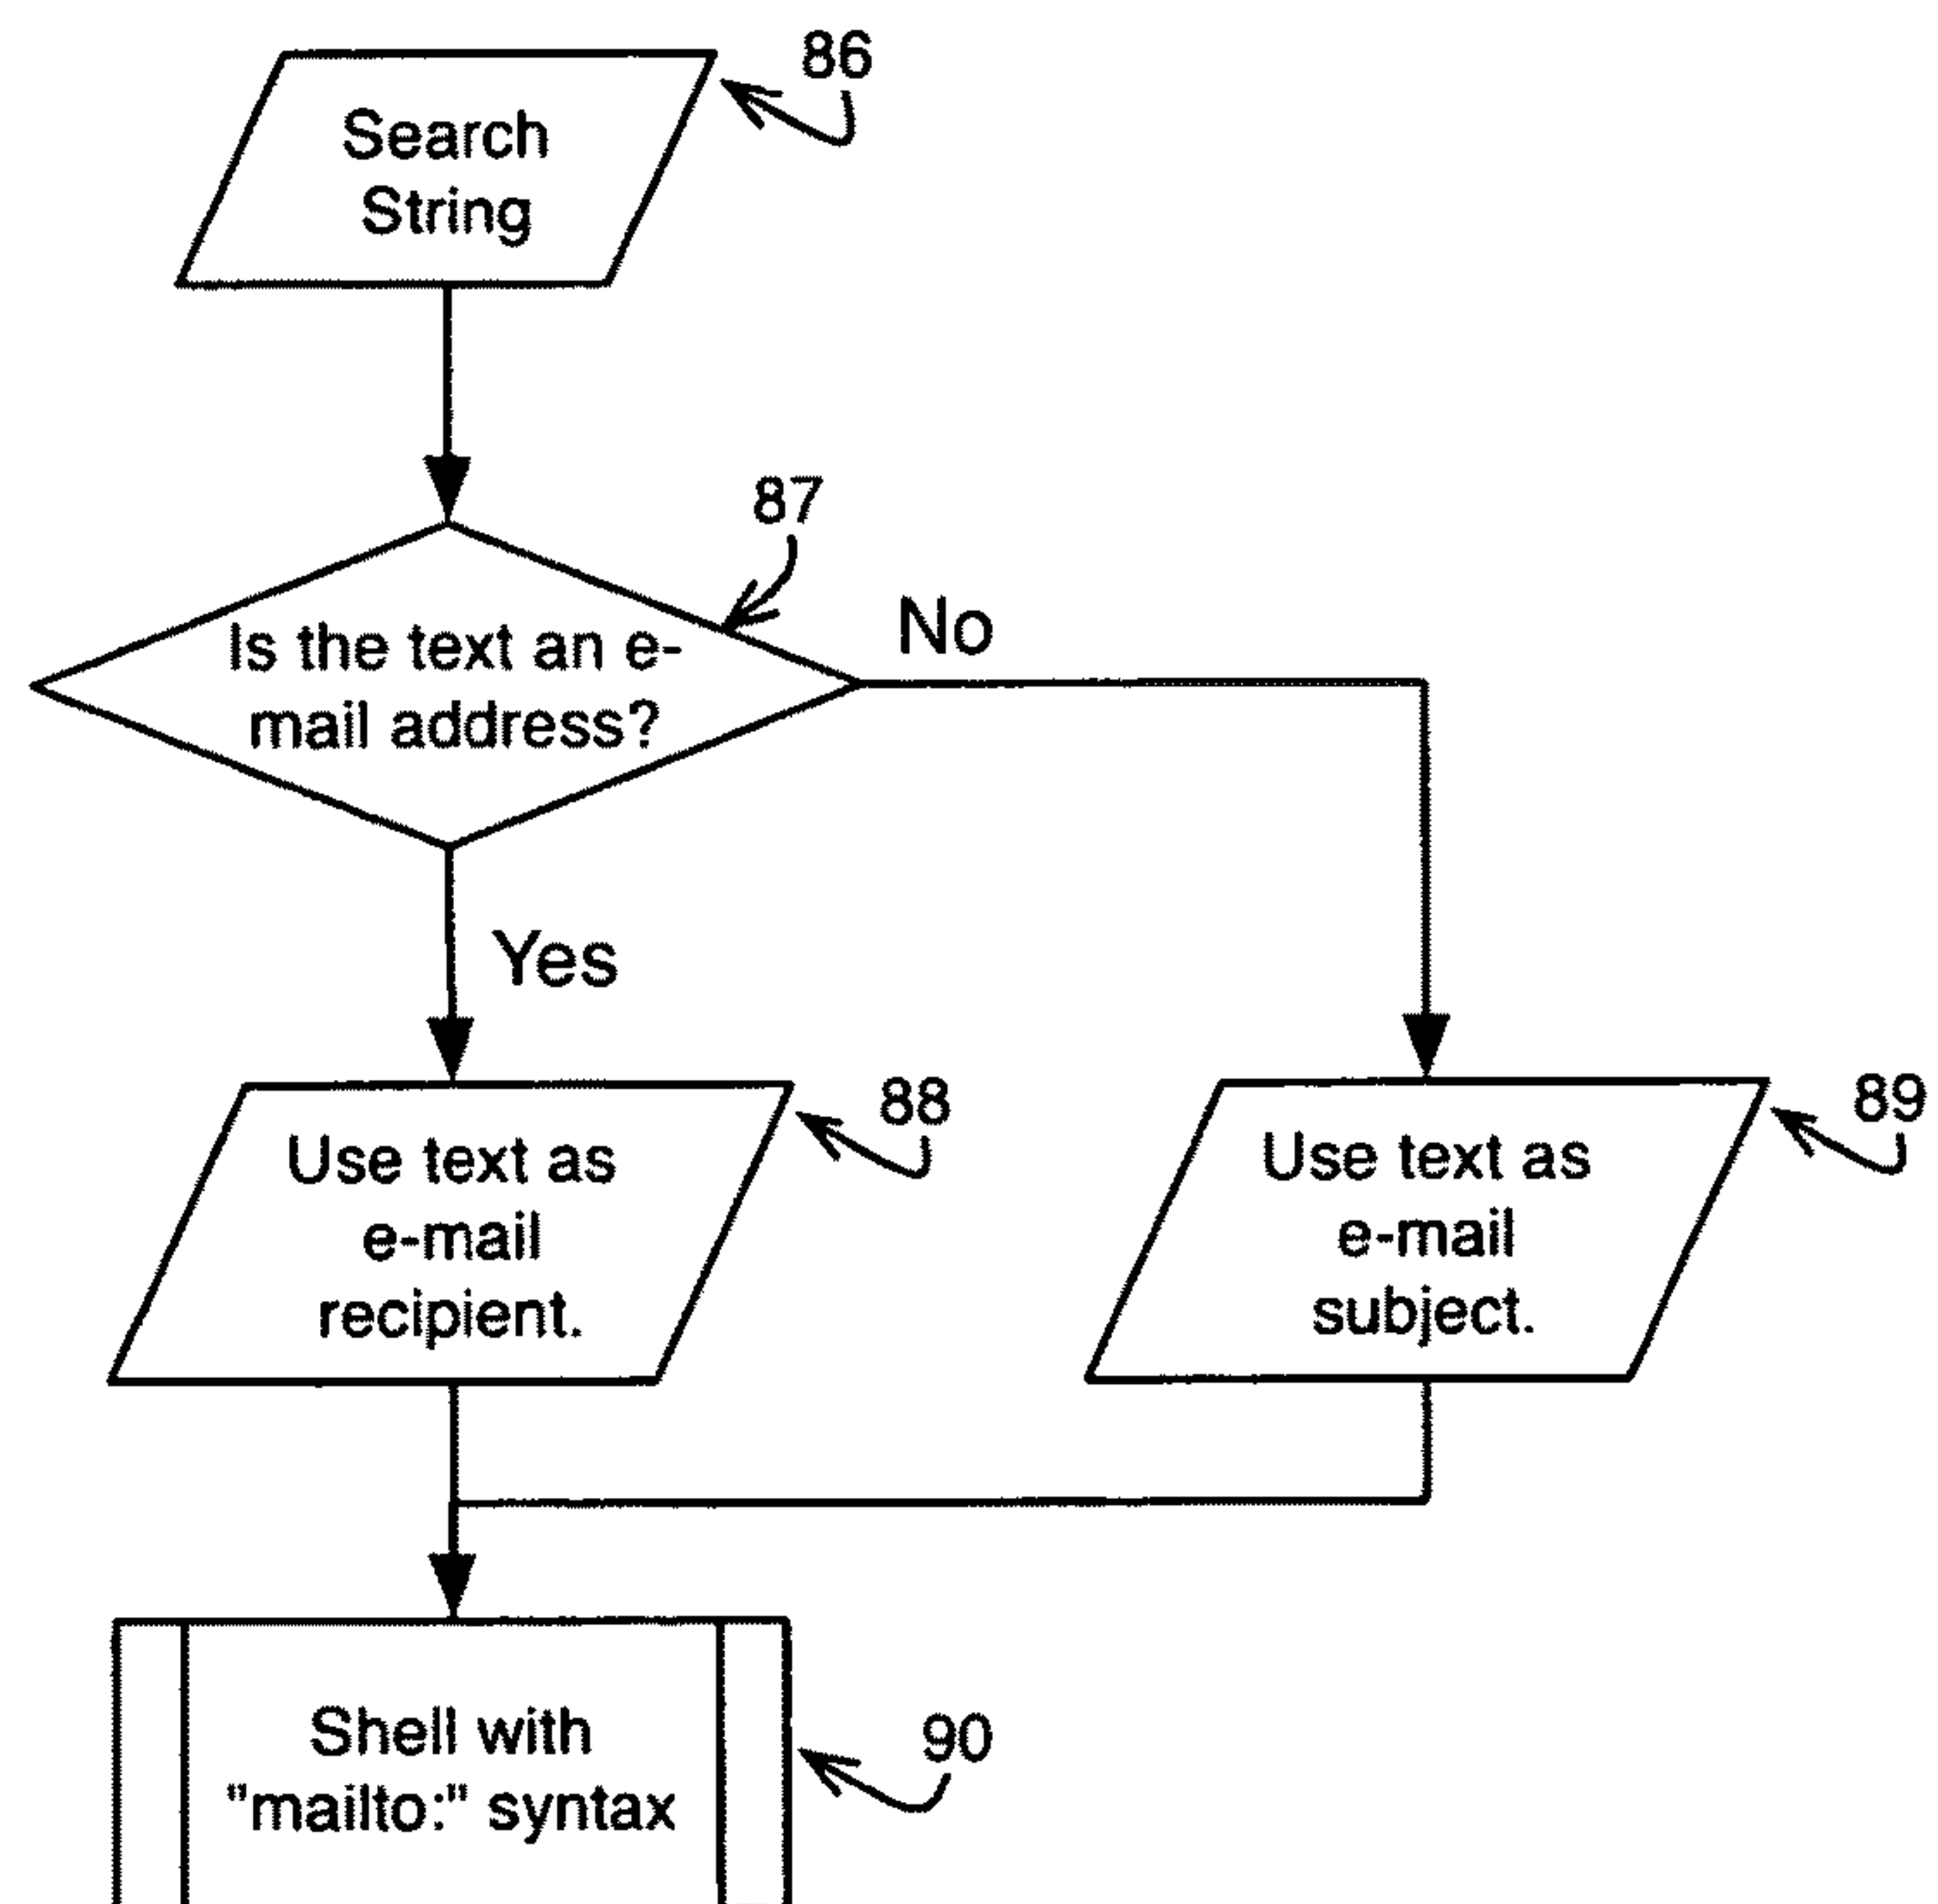 86
Search
String
87
No
Is the text an e-
mail address?
Yes
88
89
Use text as
e-mail
recipient.
Use text as
e-mail
subject.
90
Shell with
"mailto:" syntax